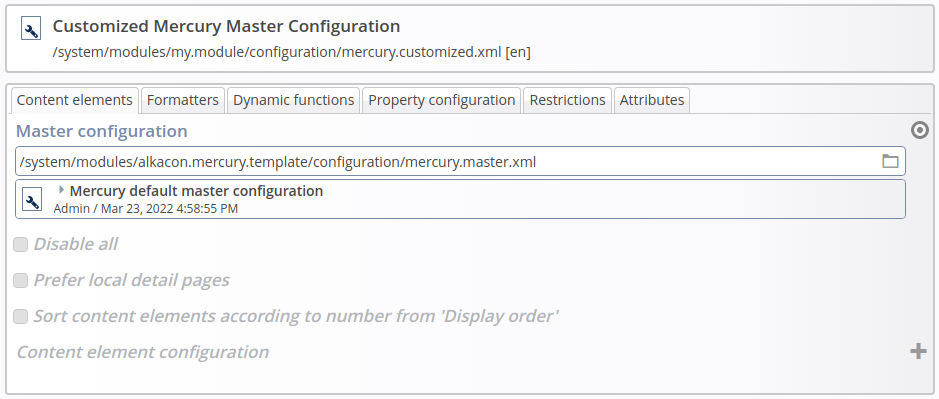 Customized Mercury Master Configuration
/system/modules/my.module/configuration/mercury.customized.xml [en]
Content elements Formatters Dynamic functions Property configuration Restrictions Attributes
Master configuration
/system/modules/alkacon.mercury.template/configuration/mercury.master.xml
Mercury default master configuration
Admin / Mar 23, 2022 4:58:55 PM
Disable all
Prefer local detail pages
Sort content elements according to number from 'Display order'
Content element configuration